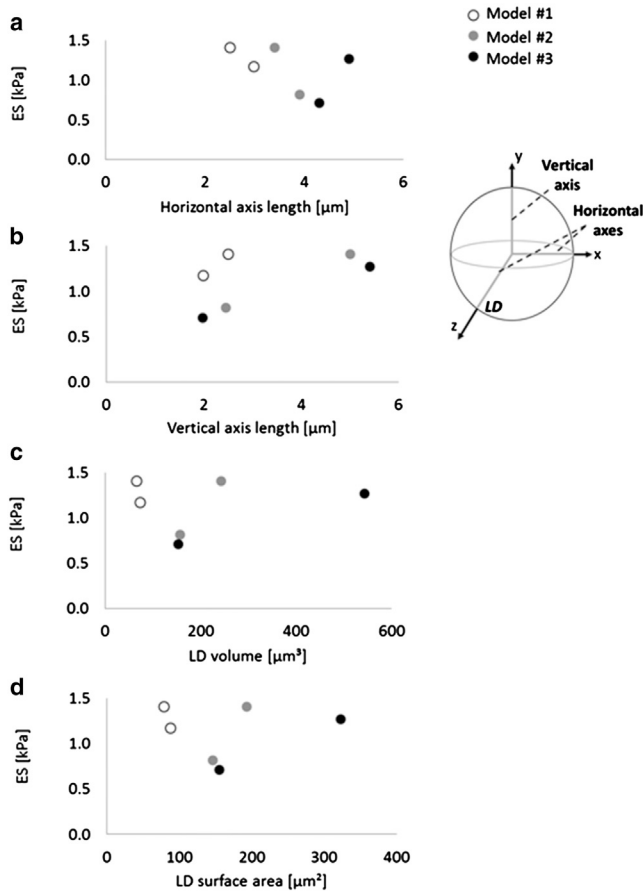 Model #1
Model #2
Model #3
a
ES [kPa]
1.5
1.0
0.5
0.0
2
4
6
Horizontal axis length [µm]
y
Vertical
axis
Horizontal
axes
x
LD
z
b
ES [kPa]
1.5
1.0
0.5
0.0
2
4
6
Vertical axis length [µm]
c
ES [kPa]
1.5
1.0
0.5
0.0
0
200
400
600
LD volume [µm³]
d
ES [kPa]
1.5
1.0
0.5
0.0
0
100
200
300
400
LD surface area [µm²]